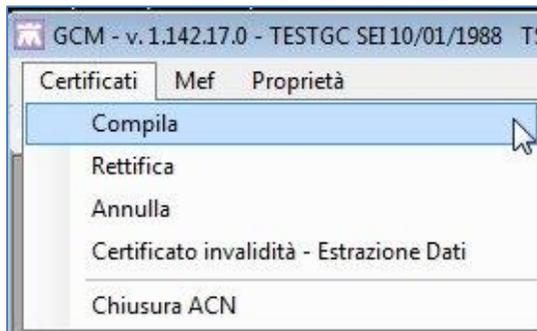 GCM - v. 1.142.17.0 - TESTGC SEI 10/01/1988
Certificati Mef Proprietà
Compila
Rettifica
Annulla
Certificato invalidità - Estrazione Dati
Chiusura ACN